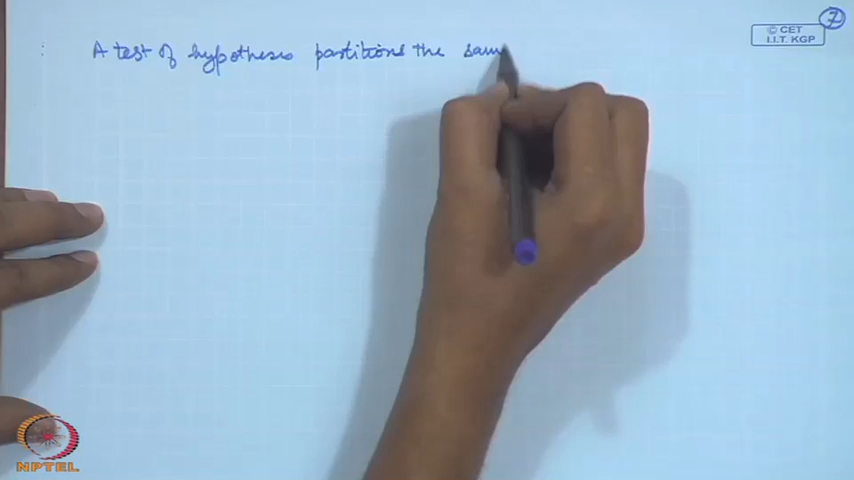 A test of hypothesis partitions the sam
© CET
I.I.T. KGP
7
NPTEL